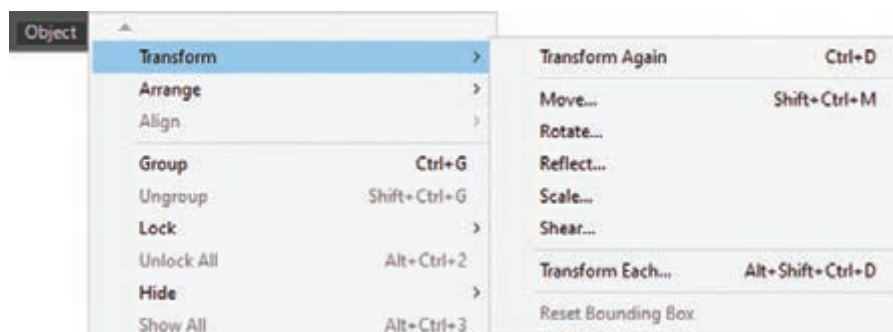 Object
Transform
Arrange
Align
Group Ctrl+G
Ungroup Shift+Ctrl+G
Lock
Unlock All Alt+Ctrl+2
Hide
Show All Alt+Ctrl+3
Transform Again Ctrl+D
Move... Shift+Ctrl+M
Rotate...
Reflect...
Scale...
Shear...
Transform Each... Alt+Shift+Ctrl+D
Reset Bounding Box